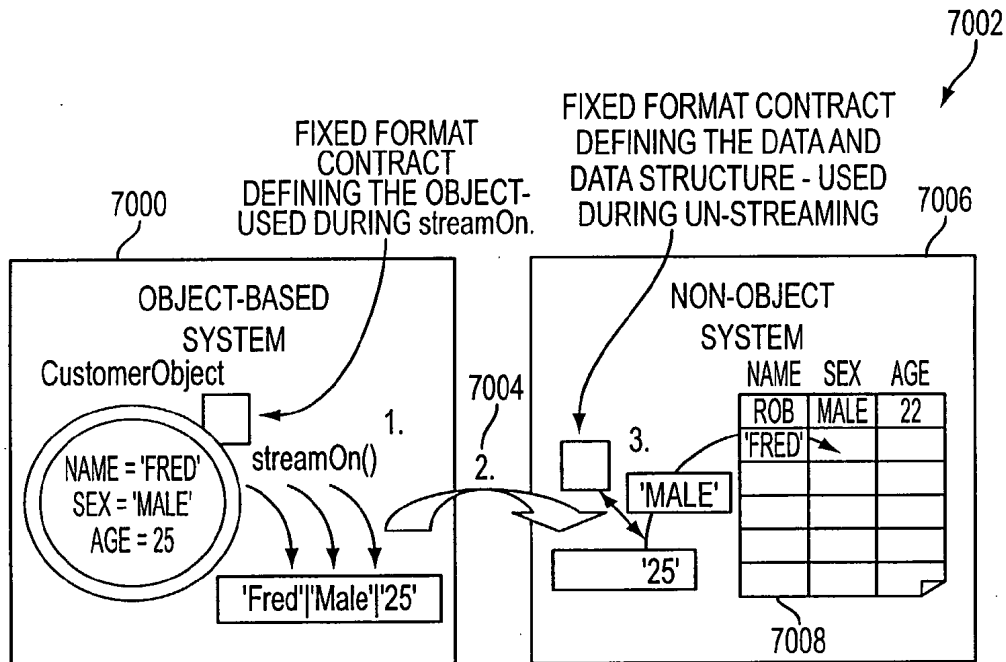 7002
FIXED FORMAT
CONTRACT
DEFINING THE OBJECT-
USED DURING streamOn.
FIXED FORMAT CONTRACT
DEFINING THE DATA AND
DATA STRUCTURE - USED
DURING UN-STREAMING
7000
OBJECT-BASED
SYSTEM
CustomerObject
NAME = 'FRED'
SEX = 'MALE'
AGE = 25
1.
streamOn()
'Fred'|'Male'|'25'
7004
2.
7006
NON-OBJECT
SYSTEM
3.
'MALE'
'25'
NAME SEX AGE
ROB MALE 22
'FRED'
7008